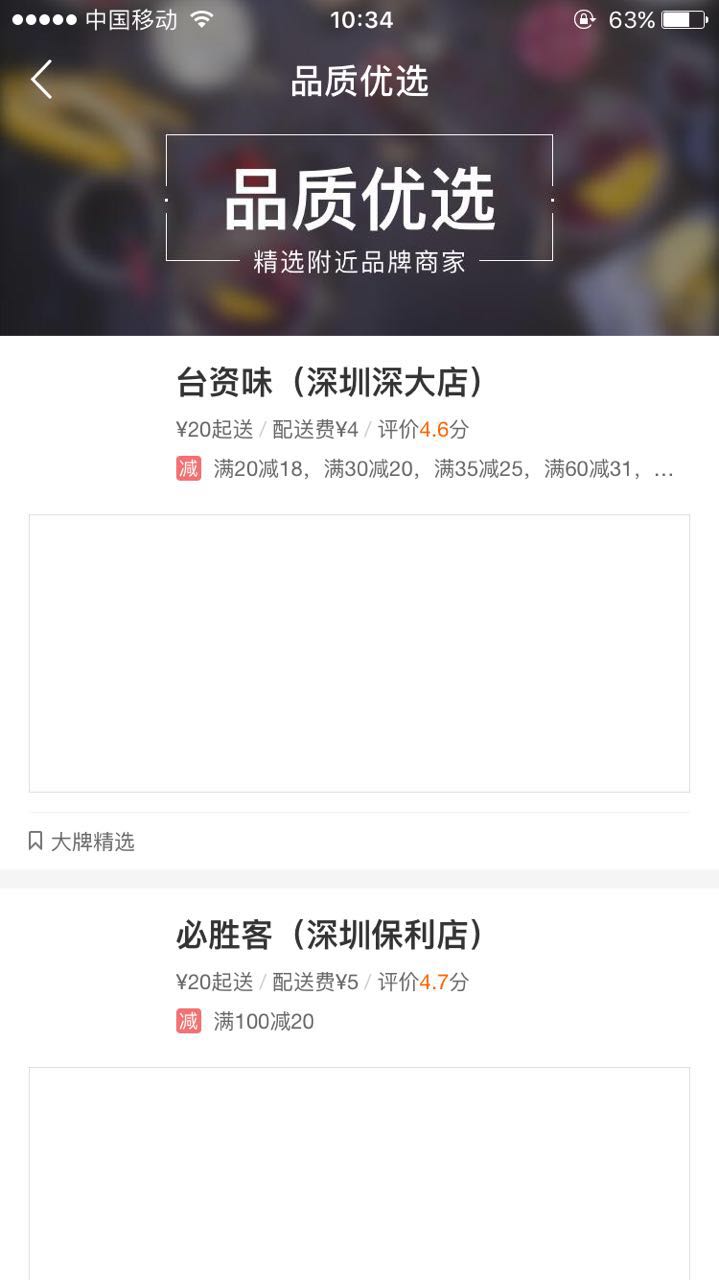 中国移动 10:34 63%
品质优选
品质优选
精选附近品牌商家
台资味（深圳深大店）
¥20起送 / 配送费¥4 / 评价4.6分
减 满20减18，满30减20，满35减25，满60减31，…
大牌精选
必胜客（深圳保利店）
¥20起送 / 配送费¥5 / 评价4.7分
减 满100减20